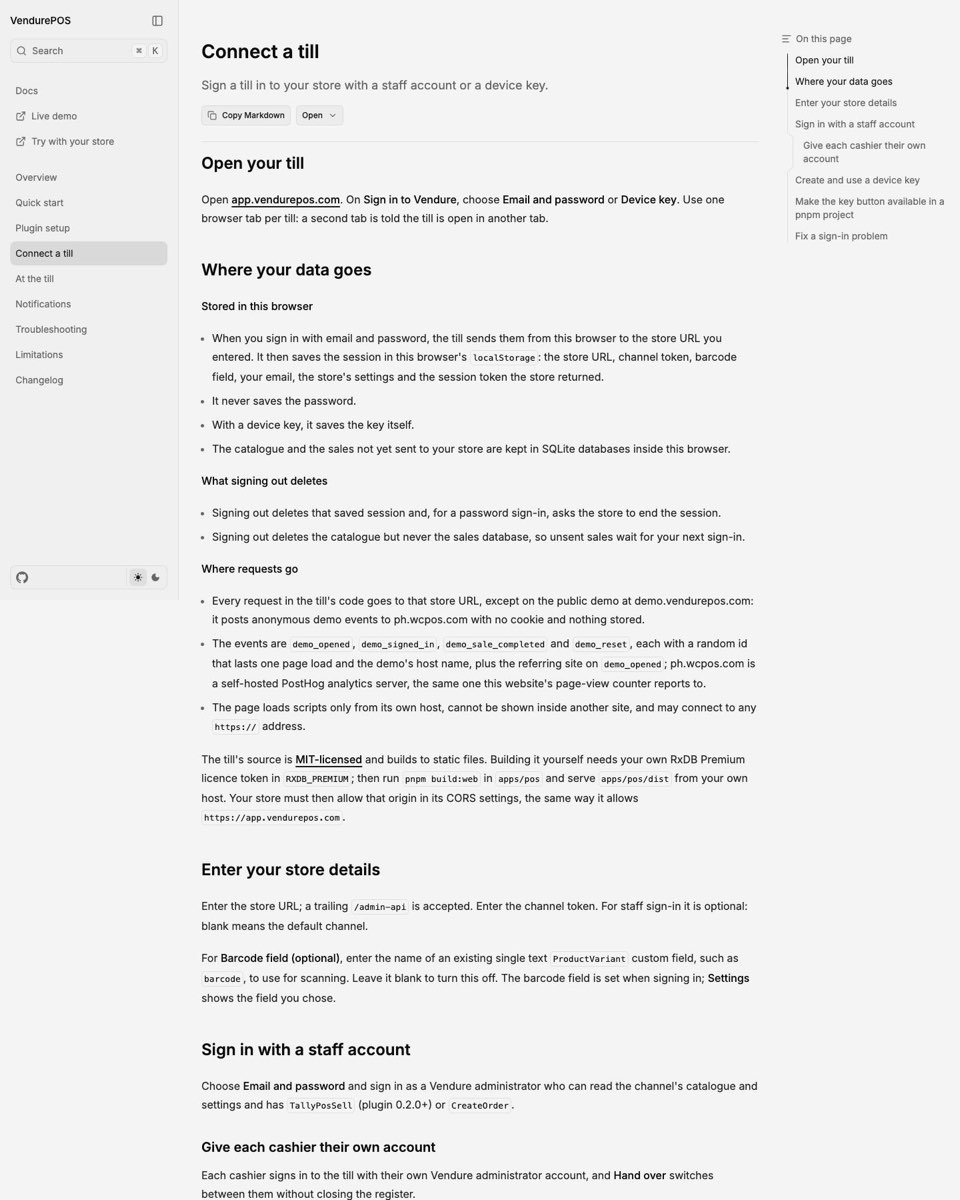 VendurePOS
Search
⌘ K
Docs
Live demo
Try with your store
Overview
Quick start
Plugin setup
Connect a till
At the till
Notifications
Troubleshooting
Limitations
Changelog
Connect a till
Sign a till in to your store with a staff account or a device key.
Copy Markdown
Open
Open your till
Open app.vendurepos.com. On Sign in to Vendure, choose Email and password or Device key. Use one
browser tab per till: a second tab is told the till is open in another tab.
Where your data goes
Stored in this browser
When you sign in with email and password, the till sends them from this browser to the store URL you
entered. It then saves the session in this browser's localStorage: the store URL, channel token, barcode
field, your email, the store's settings and the session token the store returned.
It never saves the password.
With a device key, it saves the key itself.
The catalogue and the sales not yet sent to your store are kept in SQLite databases inside this browser.
What signing out deletes
Signing out deletes that saved session and, for a password sign-in, asks the store to end the session.
Signing out deletes the catalogue but never the sales database, so unsent sales wait for your next sign-in.
Where requests go
Every request in the till's code goes to that store URL, except on the public demo at demo.vendurepos.com:
it posts anonymous demo events to ph.wcpos.com with no cookie and nothing stored.
The events are demo_opened, demo_signed_in, demo_sale_completed and demo_reset, each with a random id
that lasts one page load and the demo's host name, plus the referring site on demo_opened; ph.wcpos.com is
a self-hosted PostHog analytics server, the same one this website's page-view counter reports to.
The page loads scripts only from its own host, cannot be shown inside another site, and may connect to any
https:// address.
The till's source is MIT-licensed and builds to static files. Building it yourself needs your own RxDB Premium
licence token in RXDB_PREMIUM; then run pnpm build:web in apps/pos and serve apps/pos/dist from your own
host. Your store must then allow that origin in its CORS settings, the same way it allows
https://app.vendurepos.com.
Enter your store details
Enter the store URL; a trailing /admin-api is accepted. Enter the channel token. For staff sign-in it is optional:
blank means the default channel.
For Barcode field (optional), enter the name of an existing single text ProductVariant custom field, such as
barcode, to use for scanning. Leave it blank to turn this off. The barcode field is set when signing in; Settings
shows the field you chose.
Sign in with a staff account
Choose Email and password and sign in as a Vendure administrator who can read the channel's catalogue and
settings and has TallyPosSell (plugin 0.2.0+) or CreateOrder.
Give each cashier their own account
Each cashier signs in to the till with their own Vendure administrator account, and Hand over switches
between them without closing the register.
On this page
Open your till
Where your data goes
Enter your store details
Sign in with a staff account
Give each cashier their own
account
Create and use a device key
Make the key button available in a
pnpm project
Fix a sign-in problem